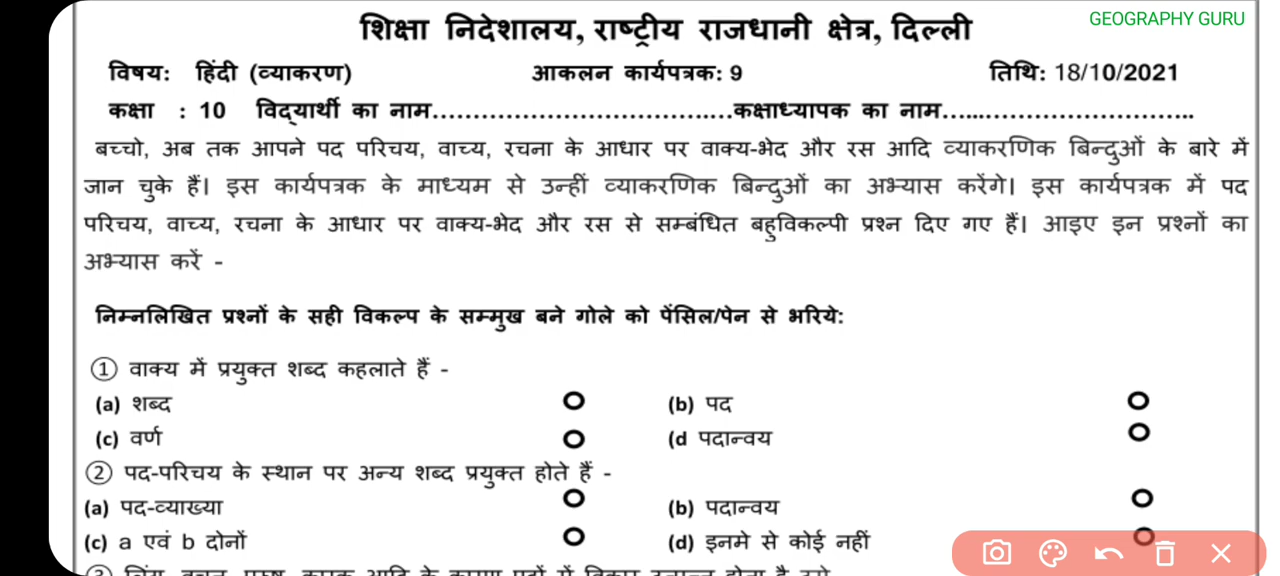 शिक्षा निदेशालय, राष्ट्रीय राजधानी क्षेत्र, दिल्ली
GEOGRAPHY GURU
विषय: हिंदी (व्याकरण) आकलन कार्यपत्रक: 9 तिथि: 18/10/2021
कक्षा : 10 विद्यार्थी का नाम....................................कक्षाध्यापक का नाम..............................
बच्चो, अब तक आपने पद परिचय, वाच्य, रचना के आधार पर वाक्य-भेद और रस आदि व्याकरणिक बिन्दुओं के बारे में
जान चुके हैं। इस कार्यपत्रक के माध्यम से उन्हीं व्याकरणिक बिन्दुओं का अभ्यास करेंगे। इस कार्यपत्रक में पद
परिचय, वाच्य, रचना के आधार पर वाक्य-भेद और रस से सम्बंधित बहुविकल्पी प्रश्न दिए गए हैं। आइए इन प्रश्नों का
अभ्यास करें -
निम्नलिखित प्रश्नों के सही विकल्प के सम्मुख बने गोले को पेंसिल/पेन से भरिये:
① वाक्य में प्रयुक्त शब्द कहलाते हैं -
(a) शब्द (b) पद
(c) वर्ण (d पदान्वय
② पद-परिचय के स्थान पर अन्य शब्द प्रयुक्त होते हैं -
(a) पद-व्याख्या (b) पदान्वय
(c) a एवं b दोनों (d) इनमे से कोई नहीं